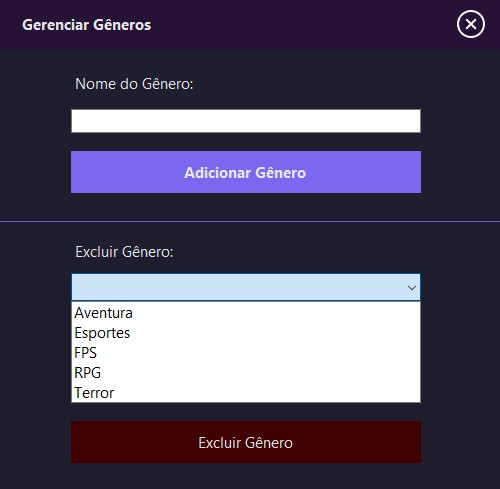 Gerenciar Gêneros
Nome do Gênero:
Adicionar Gênero
Excluir Gênero:
Aventura
Esportes
FPS
RPG
Terror
Excluir Gênero